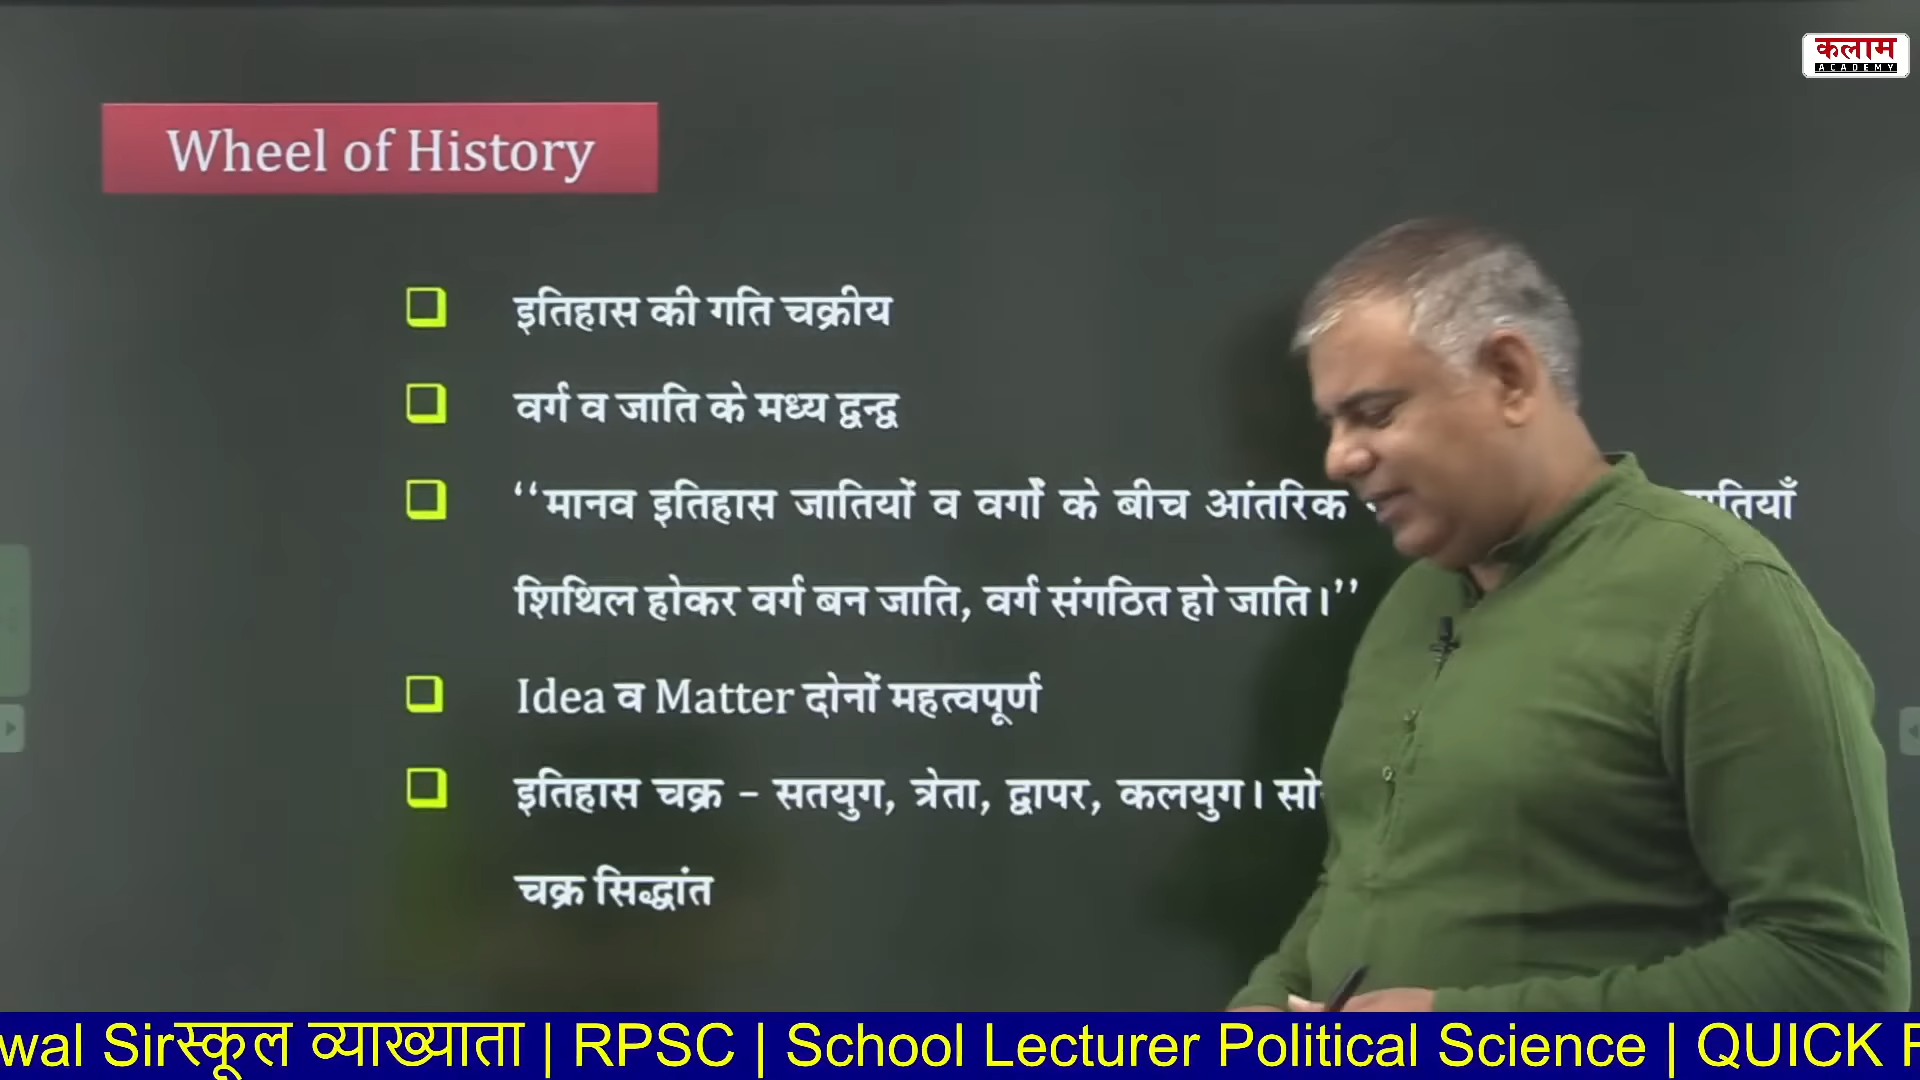 कलाम
ACADEMY
Wheel of History
इतिहास की गति चक्रीय
वर्ग व जाति के मध्य द्वन्द्व
‘‘मानव इतिहास जातियों व वर्गों के बीच आंतरिक
शिथिल होकर वर्ग बन जाति, वर्ग संगठित हो जाति।’’
Idea व Matter दोनों महत्वपूर्ण
इतिहास चक्र – सतयुग, त्रेता, द्वापर, कलयुग।
चक्र सिद्धांत
wal Sirस्कूल व्याख्याता | RPSC | School Lecturer Political Science | QUICK